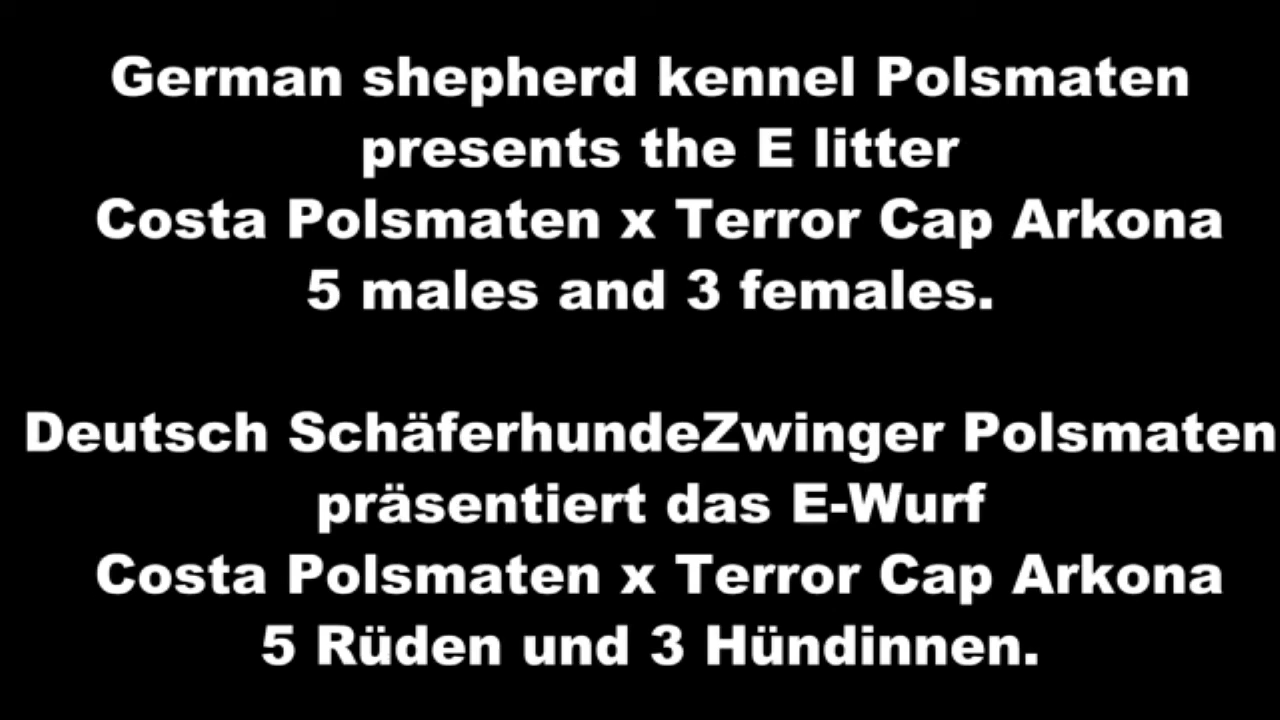 German shepherd kennel Polsmaten
presents the E litter
Costa Polsmaten x Terror Cap Arkona
5 males and 3 females.
Deutsch SchäferhundeZwinger Polsmaten
präsentiert das E-Wurf
Costa Polsmaten x Terror Cap Arkona
5 Rüden und 3 Hündinnen.